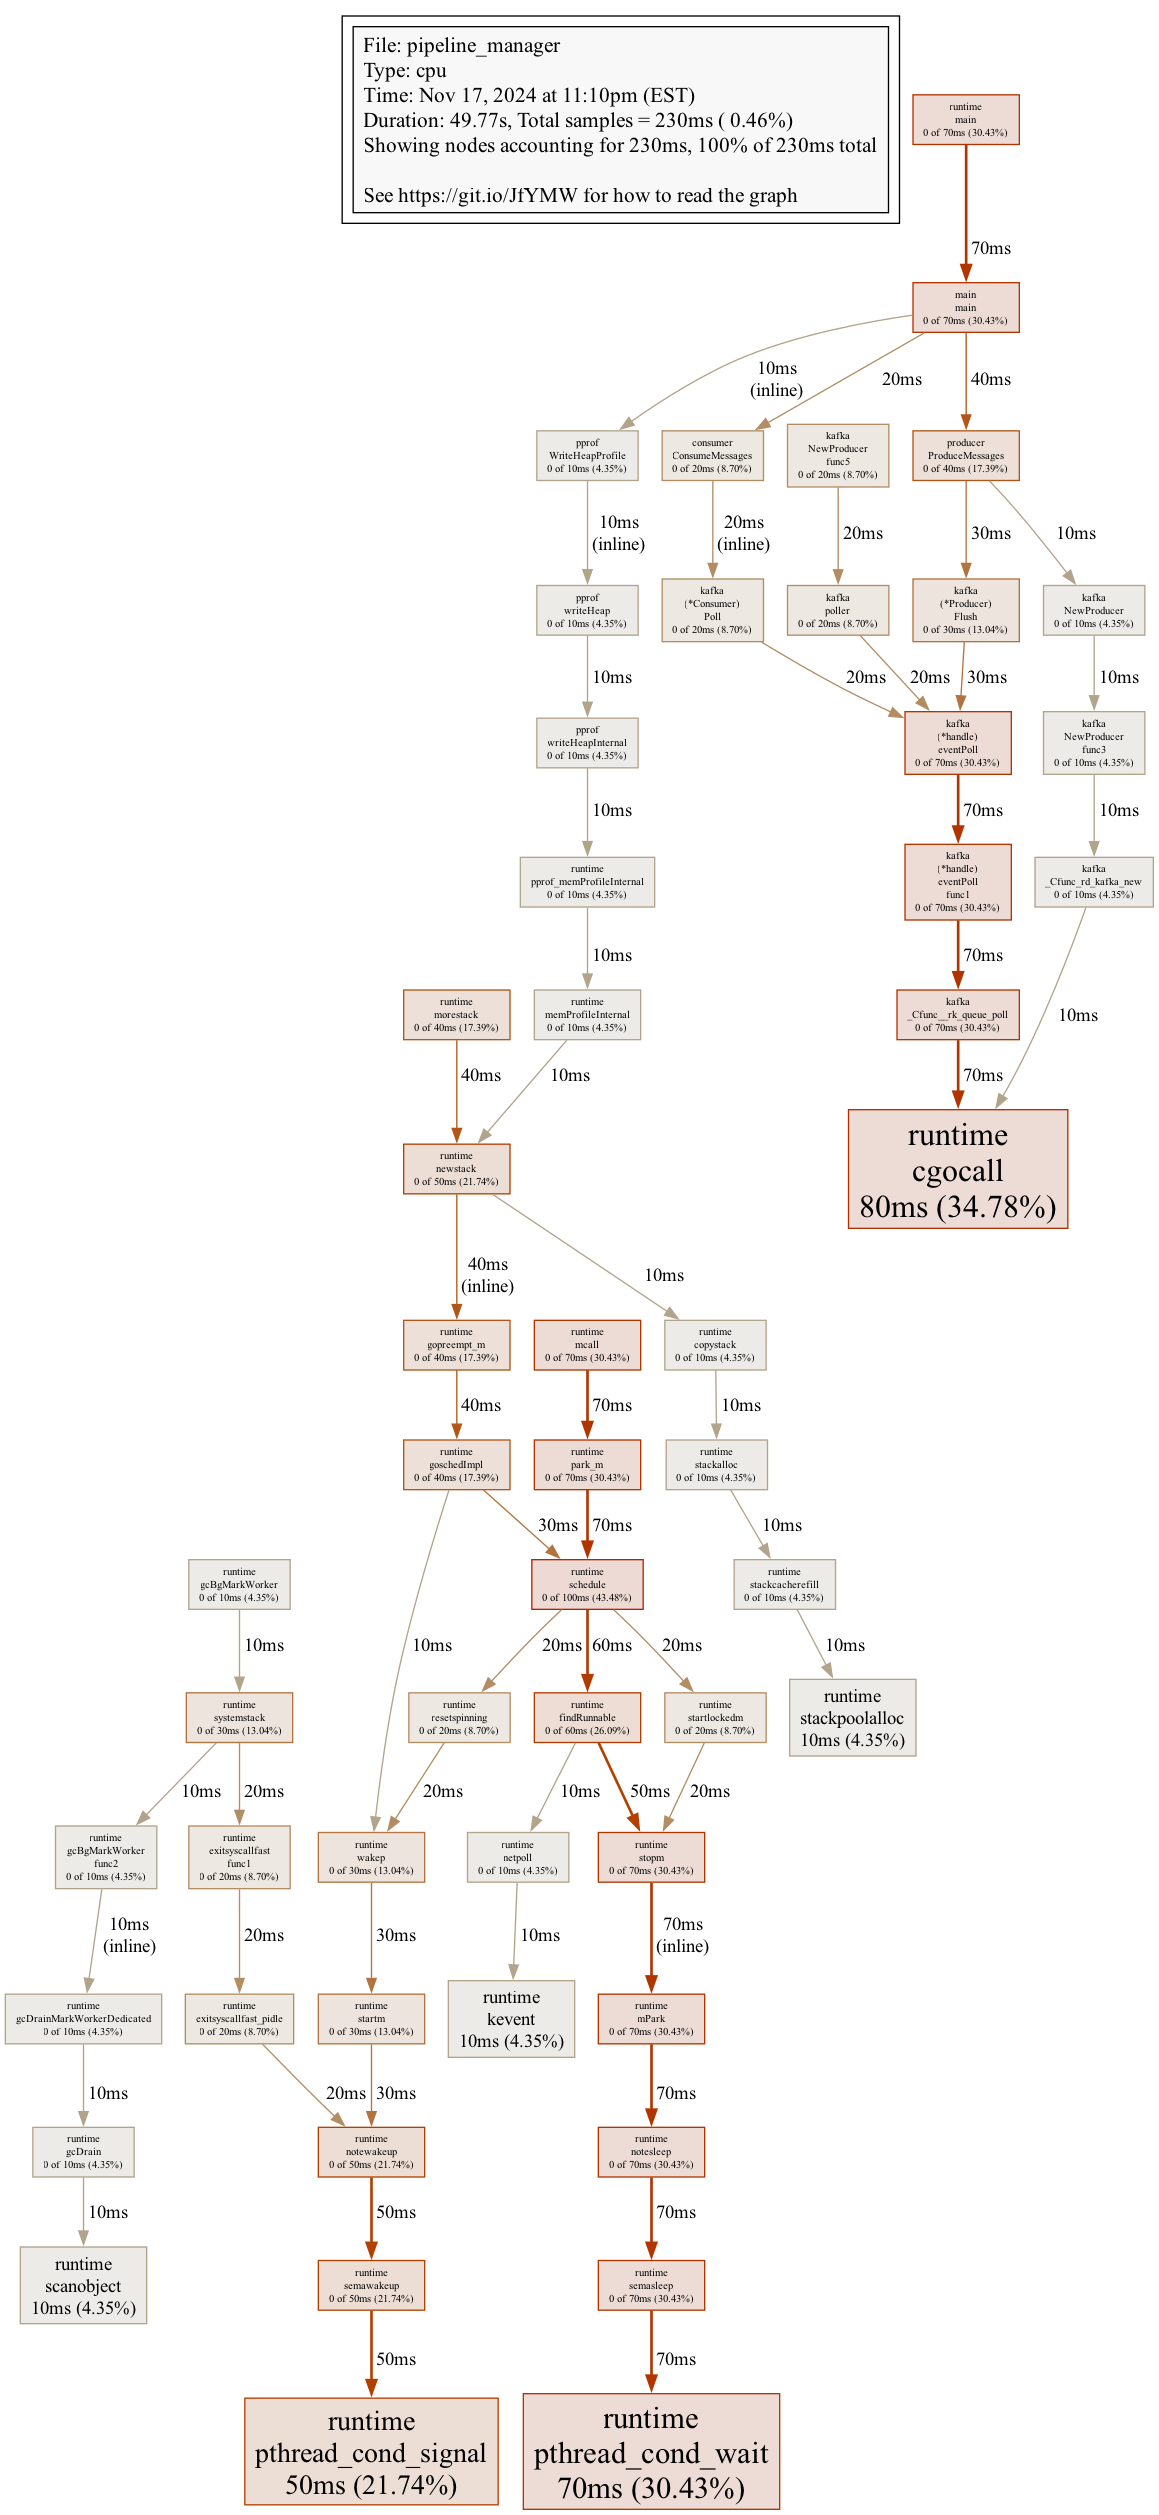 File: pipeline_manager
Type: cpu
Time: Nov 17, 2024 at 11:10pm (EST)
Duration: 49.77s, Total samples = 230ms ( 0.46%)
Showing nodes accounting for 230ms, 100% of 230ms total
See https://git.io/JfYMW for how to read the graph
runtime
main
0 of 70ms (30.43%)
70ms
main
main
0 of 70ms (30.43%)
10ms
(inline)
20ms
40ms
pprof
WriteHeapProfile
0 of 10ms (4.35%)
consumer
ConsumeMessages
0 of 20ms (8.70%)
kafka
NewProducer
func5
0 of 20ms (8.70%)
producer
ProduceMessages
0 of 40ms (17.39%)
10ms
(inline)
20ms
(inline)
20ms
30ms
10ms
pprof
writeHeap
0 of 10ms (4.35%)
kafka
(*Consumer)
Poll
0 of 20ms (8.70%)
kafka
poller
0 of 20ms (8.70%)
kafka
(*Producer)
Flush
0 of 30ms (13.04%)
kafka
NewProducer
0 of 10ms (4.35%)
10ms
20ms
20ms
30ms
10ms
pprof
writeHeapInternal
0 of 10ms (4.35%)
kafka
(*handle)
eventPoll
0 of 70ms (30.43%)
kafka
NewProducer
func3
0 of 10ms (4.35%)
10ms
70ms
10ms
runtime
pprof_memProfileInternal
0 of 10ms (4.35%)
kafka
(*handle)
eventPoll
func1
0 of 70ms (30.43%)
kafka
_Cfunc_rd_kafka_new
0 of 10ms (4.35%)
10ms
70ms
10ms
runtime
morestack
0 of 40ms (17.39%)
runtime
memProfileInternal
0 of 10ms (4.35%)
kafka
_Cfunc__rk_queue_poll
0 of 70ms (30.43%)
40ms
10ms
70ms
runtime
newstack
0 of 50ms (21.74%)
runtime
cgocall
80ms (34.78%)
40ms
(inline)
10ms
runtime
gopreempt_m
0 of 40ms (17.39%)
runtime
mcall
0 of 70ms (30.43%)
runtime
copystack
0 of 10ms (4.35%)
40ms
70ms
10ms
runtime
goschedImpl
0 of 40ms (17.39%)
runtime
park_m
0 of 70ms (30.43%)
runtime
stackalloc
0 of 10ms (4.35%)
30ms
70ms
10ms
runtime
gcBgMarkWorker
0 of 10ms (4.35%)
runtime
schedule
0 of 100ms (43.48%)
runtime
stackcacherefill
0 of 10ms (4.35%)
10ms
10ms
20ms
60ms
20ms
10ms
runtime
systemstack
0 of 30ms (13.04%)
runtime
resetspinning
0 of 20ms (8.70%)
runtime
findRunnable
0 of 60ms (26.09%)
runtime
startlockedm
0 of 20ms (8.70%)
runtime
stackpoolalloc
10ms (4.35%)
10ms
20ms
20ms
10ms
50ms
20ms
runtime
gcBgMarkWorker
func2
0 of 10ms (4.35%)
runtime
exitsyscallfast
func1
0 of 20ms (8.70%)
runtime
wakep
0 of 30ms (13.04%)
runtime
netpoll
0 of 10ms (4.35%)
runtime
stopm
0 of 70ms (30.43%)
10ms
(inline)
20ms
30ms
10ms
70ms
(inline)
runtime
gcDrainMarkWorkerDedicated
0 of 10ms (4.35%)
runtime
exitsyscallfast_pidle
0 of 20ms (8.70%)
runtime
startm
0 of 30ms (13.04%)
runtime
kevent
10ms (4.35%)
runtime
mPark
0 of 70ms (30.43%)
10ms
20ms
30ms
70ms
runtime
gcDrain
0 of 10ms (4.35%)
runtime
notewakeup
0 of 50ms (21.74%)
runtime
notesleep
0 of 70ms (30.43%)
10ms
50ms
70ms
runtime
scanobject
10ms (4.35%)
runtime
semawakeup
0 of 50ms (21.74%)
runtime
semasleep
0 of 70ms (30.43%)
50ms
70ms
runtime
pthread_cond_signal
50ms (21.74%)
runtime
pthread_cond_wait
70ms (30.43%)